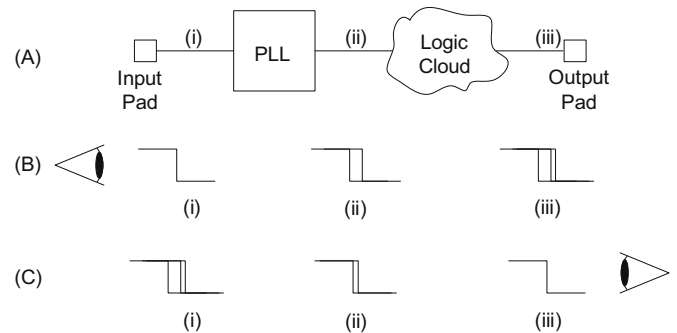 (A)
(i)
(ii)
(iii)
Input
Pad
PLL
Logic
Cloud
Output
Pad
(B)
(i)
(ii)
(iii)
(C)
(i)
(ii)
(iii)